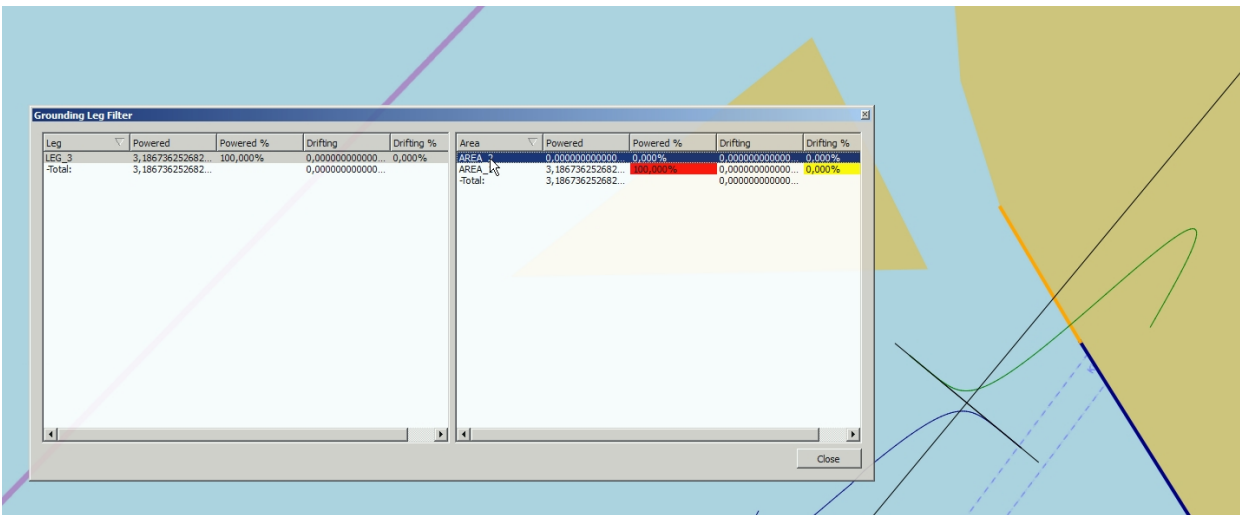 Grounding Leg Filter
Leg Powered Powered % Drifting Drifting %
LEG_3 3,186736252682... 100,000% 0,000000000000... 0,000%
-Total: 3,186736252682... 0,000000000000...
Area Powered Powered % Drifting Drifting %
0,000000000000... 0,000% 0,000000000000... 0,000%
3,186736252682... 100,000% 0,000000000000... 0,000%
-Total: 3,186736252682... 0,000000000000...
Close